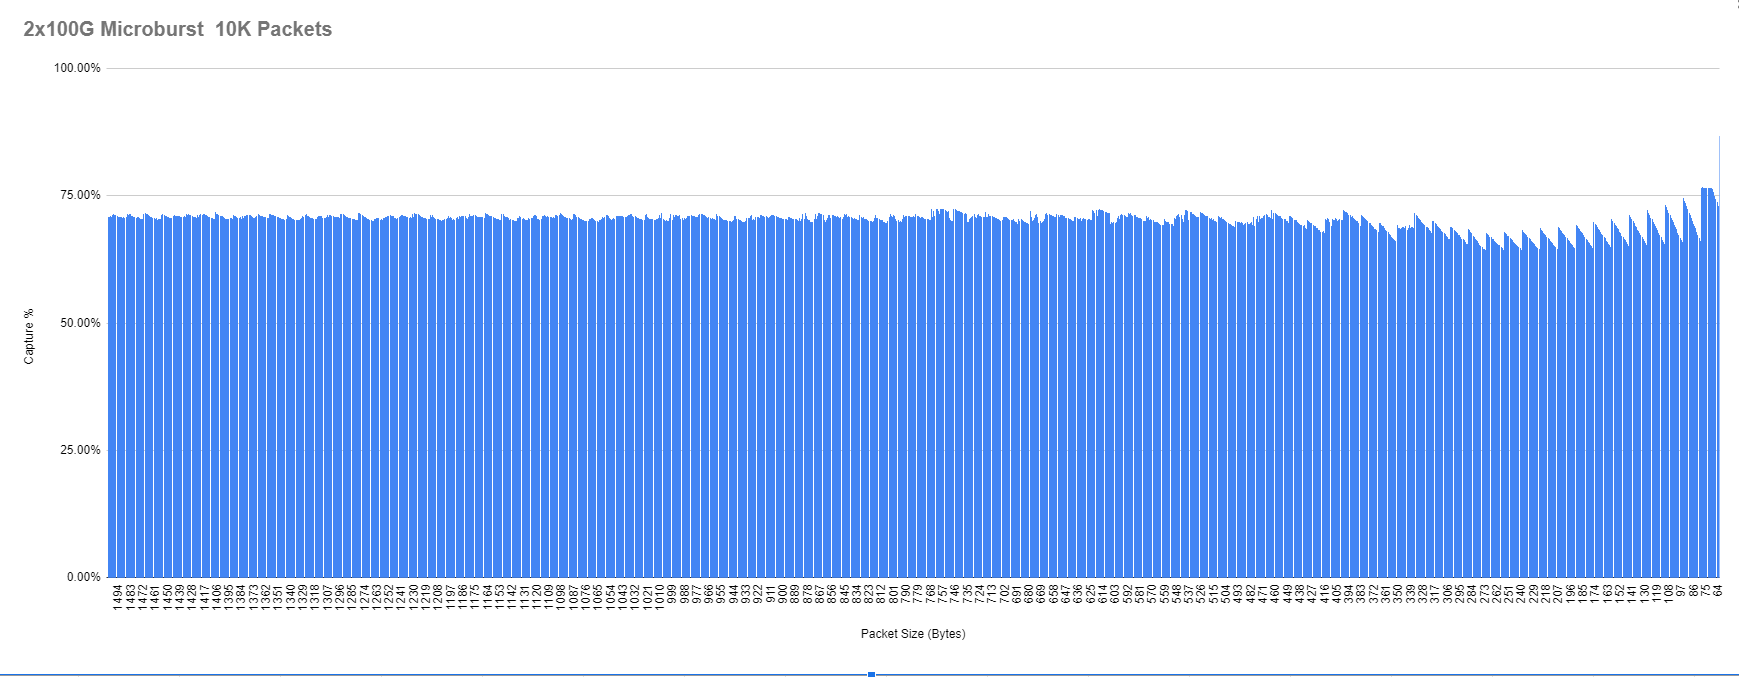 2x100G Microburst 10K Packets
100.00%
75.00%
50.00%
25.00%
0.00%
Capture %
1494 1483 1472 1461 1450 1439 1428 1417 1406 1395 1384 1373 1362 1351 1340 1329 1318 1307 1296 1285 1274 1263 1252 1241 1230 1219 1208 1197 1186 1175 1164 1153 1142 1131 1120 1109 1098 1087 1076 1065 1054 1043 1032 1021 1010 999 988 977 966 955 944 933 922 911 900 889 878 867 856 845 834 823 812 801 790 779 768 757 746 735 724 713 702 691 680 669 658 647 636 625 614 603 592 581 570 559 548 537 526 515 504 493 482 471 460 449 438 427 416 405 394 383 372 361 350 339 328 317 306 295 284 273 262 251 240 229 218 207 196 185 174 163 152 141 130 119 108 97 86 75 64
Packet Size (Bytes)